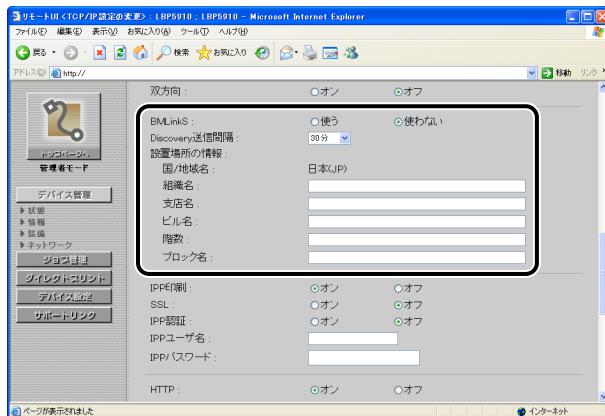 リモートUI <TCP/IP設定の変更> : LBP5910 ; LBP5910 - Microsoft Internet Explorer
ファイル(F) 編集(E) 表示(V) お気に入り(A) ツール(T) ヘルプ(H)
戻る 検索 お気に入り
アドレス(D) http:// 移動 リンク
双方向 : オン オフ
BMLinkS : 使う 使わない
Discovery送信間隔 : 30分
設置場所の情報 :
国/地域名 : 日本(JP)
組織名 :
支店名 :
ビル名 :
階数 :
ブロック名 :
IPP印刷 : オン オフ
SSL : オン オフ
IPP認証 : オン オフ
IPPユーザ名 :
IPPパスワード :
HTTP : オン オフ
トップページへ
管理者モード
デバイス管理
状態
情報
装備
ネットワーク
ジョブ管理
ダイレクトプリント
デバイス設定
サポートリンク
ページが表示されました インターネット